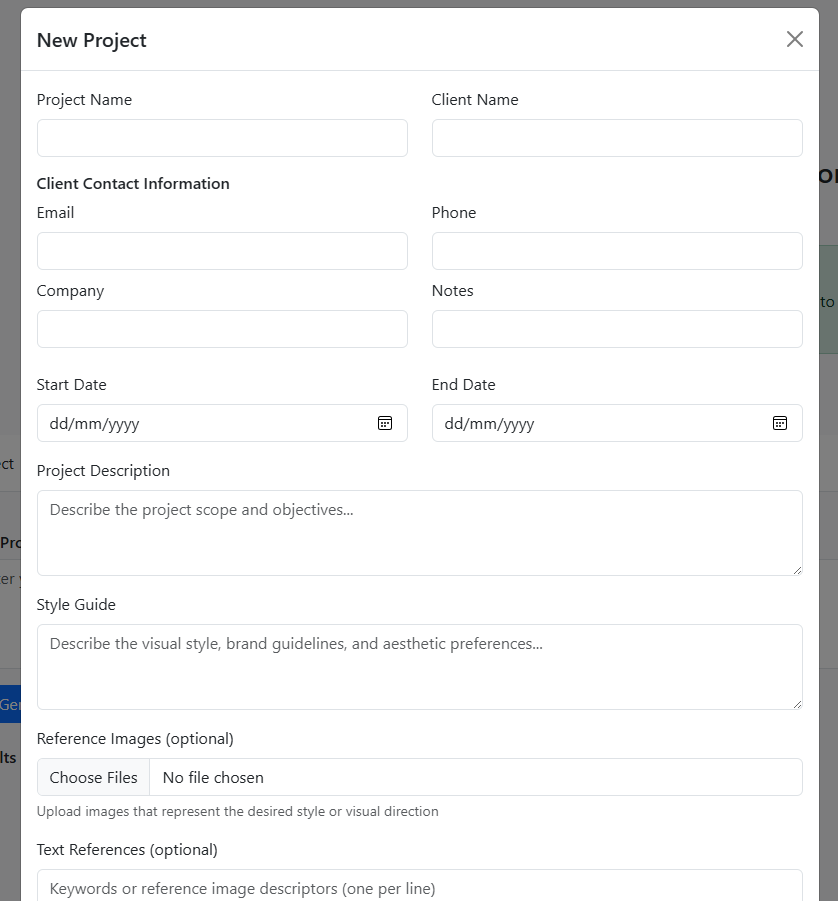 New Project
Project Name
Client Name
Client Contact Information
Email
Phone
Company
Notes
Start Date
End Date
dd/mm/yyyy
dd/mm/yyyy
Project Description
Describe the project scope and objectives...
Style Guide
Describe the visual style, brand guidelines, and aesthetic preferences...
Reference Images (optional)
Choose Files No file chosen
Upload images that represent the desired style or visual direction
Text References (optional)
Keywords or reference image descriptors (one per line)
to